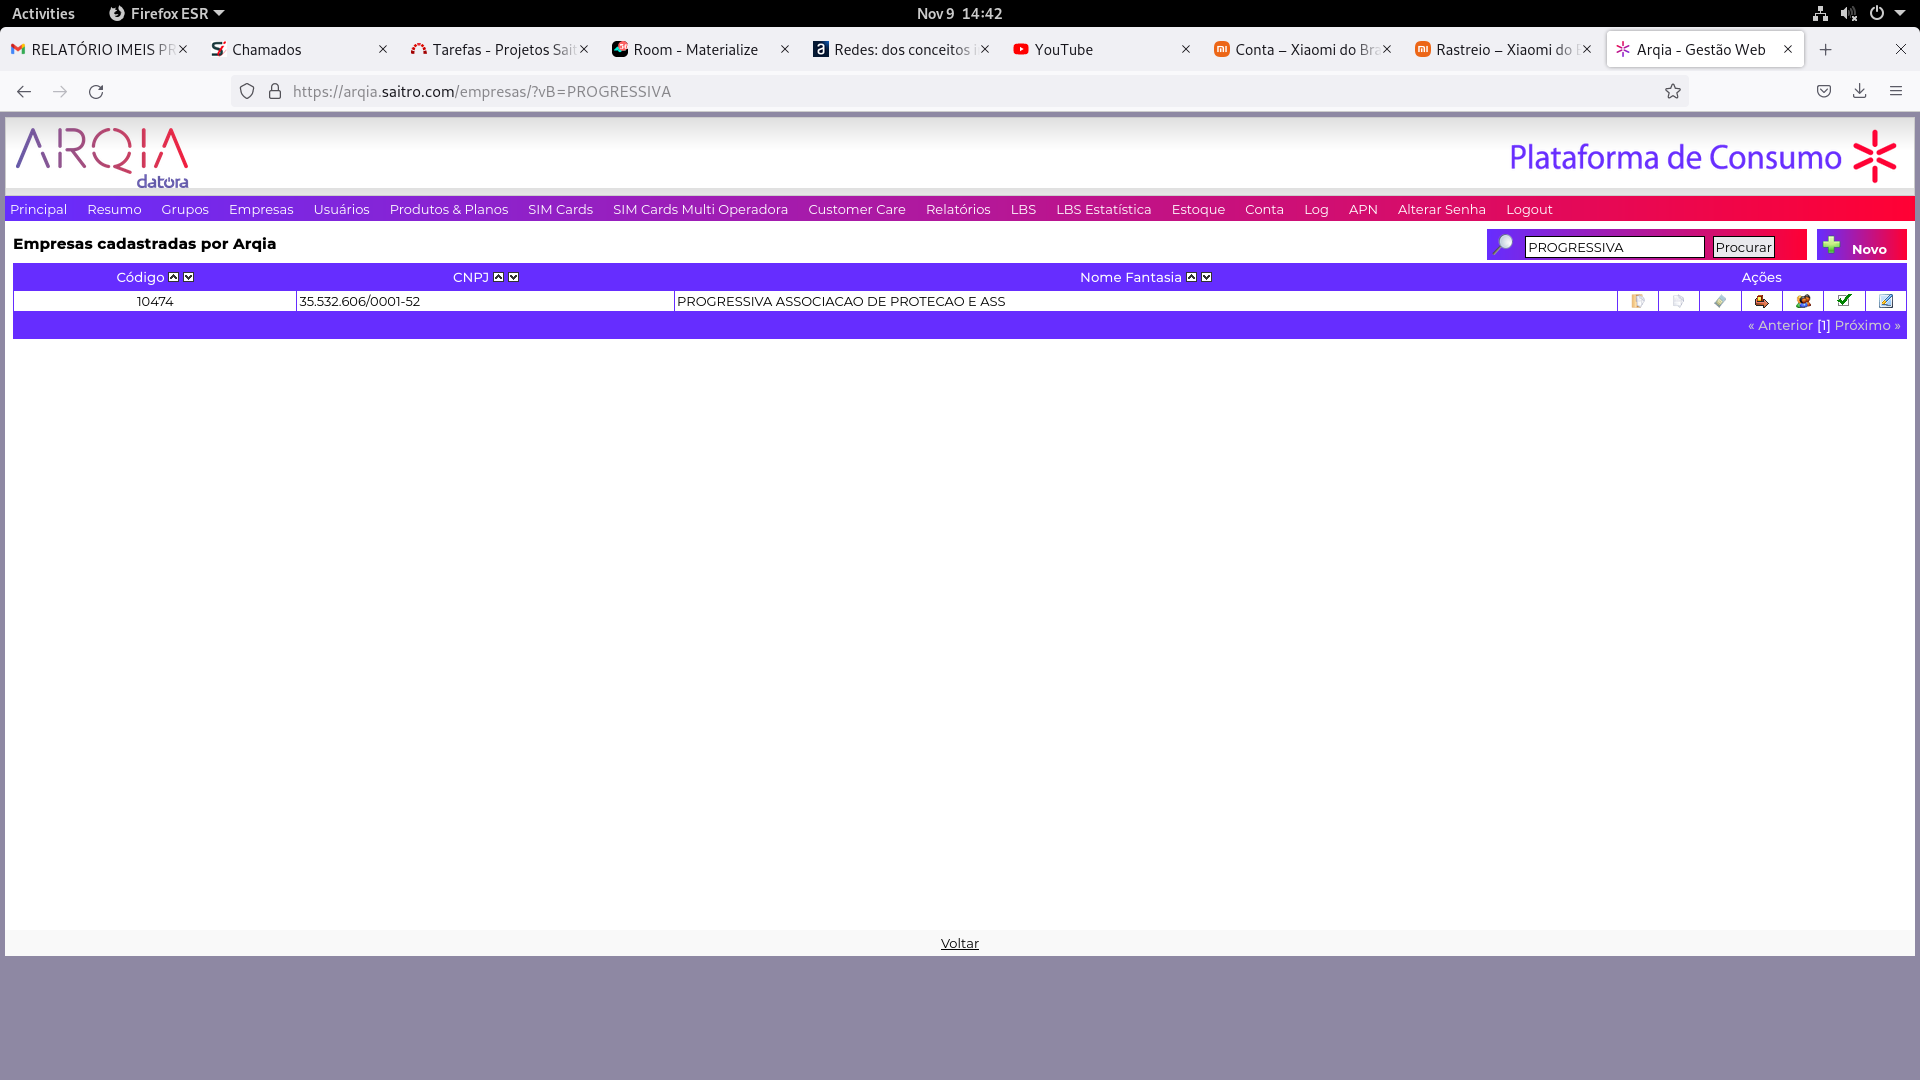 Activities Firefox ESR Nov 9 14:42
RELATÓRIO IMEIS PR Chamados Tarefas - Projetos Sait Room - Materialize Redes: dos conceitos i YouTube Conta – Xiaomi do Bra Rastreio – Xiaomi do B Arqia - Gestão Web
https://arqia.saitro.com/empresas/?vB=PROGRESSIVA
ARQIA
datora
Plataforma de Consumo
Principal Resumo Grupos Empresas Usuários Produtos & Planos SIM Cards SIM Cards Multi Operadora Customer Care Relatórios LBS LBS Estatística Estoque Conta Log APN Alterar Senha Logout
Empresas cadastradas por Arqia PROGRESSIVA Procurar Novo
Código CNPJ Nome Fantasia Ações
10474 35.532.606/0001-52 PROGRESSIVA ASSOCIACAO DE PROTECAO E ASS
« Anterior [1] Próximo »
Voltar